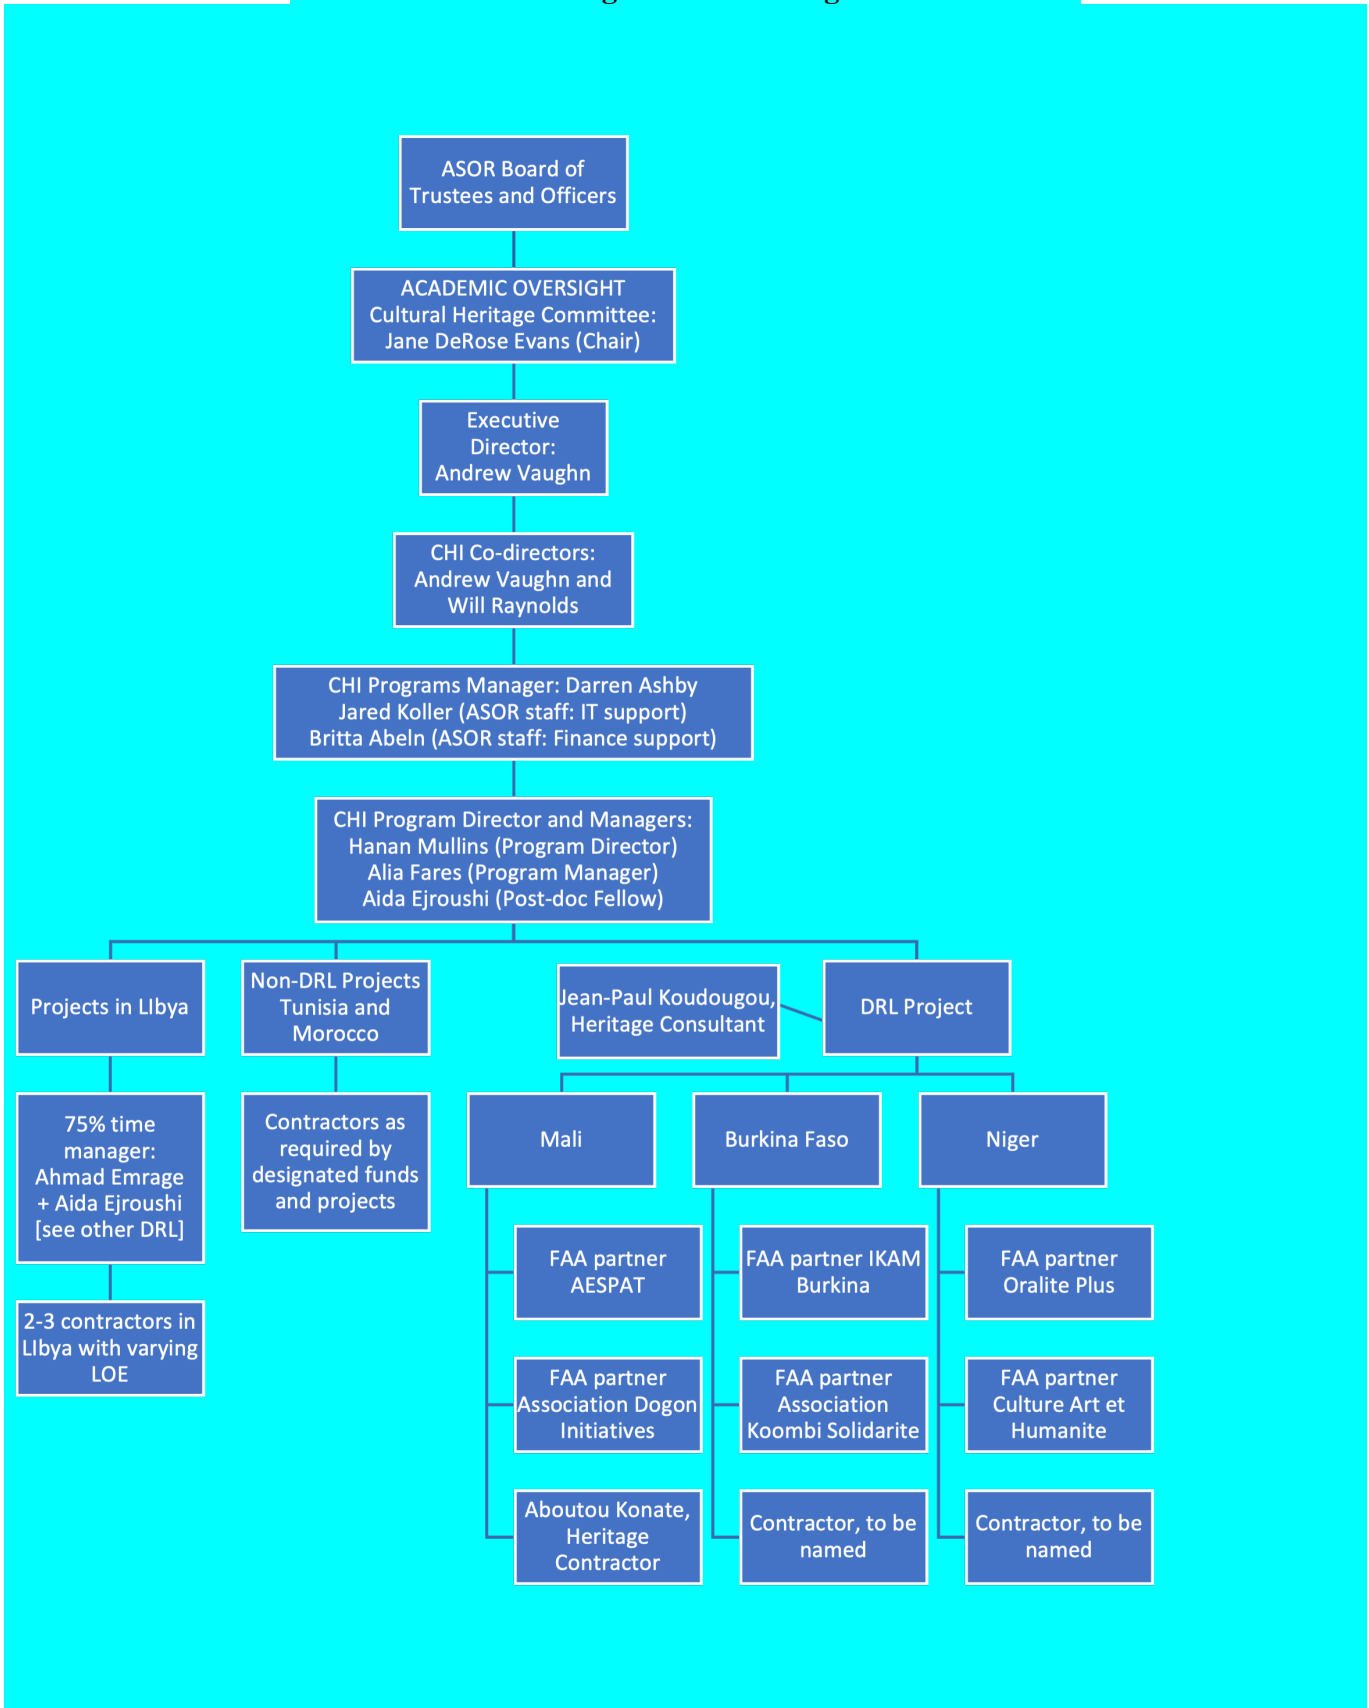 ASOR Board of
Trustees and Officers
ACADEMIC OVERSIGHT
Cultural Heritage Committee:
Jane DeRose Evans (Chair)
Executive
Director:
Andrew Vaughn
CHI Co-directors:
Andrew Vaughn and
Will Raynolds
CHI Programs Manager: Darren Ashby
Jared Koller (ASOR staff: IT support)
Britta Abeln (ASOR staff: Finance support)
CHI Program Director and Managers:
Hanan Mullins (Program Director)
Alia Fares (Program Manager)
Aida Ejroushi (Post-doc Fellow)
Projects in LIbya
Non-DRL Projects
Tunisia and
Morocco
Jean-Paul Koudougou,
Heritage Consultant
DRL Project
75% time
manager:
Ahmad Emrage
+ Aida Ejroushi
[see other DRL]
Contractors as
required by
designated funds
and projects
Mali
Burkina Faso
Niger
2-3 contractors in
LIbya with varying
LOE
FAA partner
AESPAT
FAA partner IKAM
Burkina
FAA partner
Oralite Plus
FAA partner
Association Dogon
Initiatives
FAA partner
Association
Koombi Solidarite
FAA partner
Culture Art et
Humanite
Aboutou Konate,
Heritage
Contractor
Contractor, to be
named
Contractor, to be
named